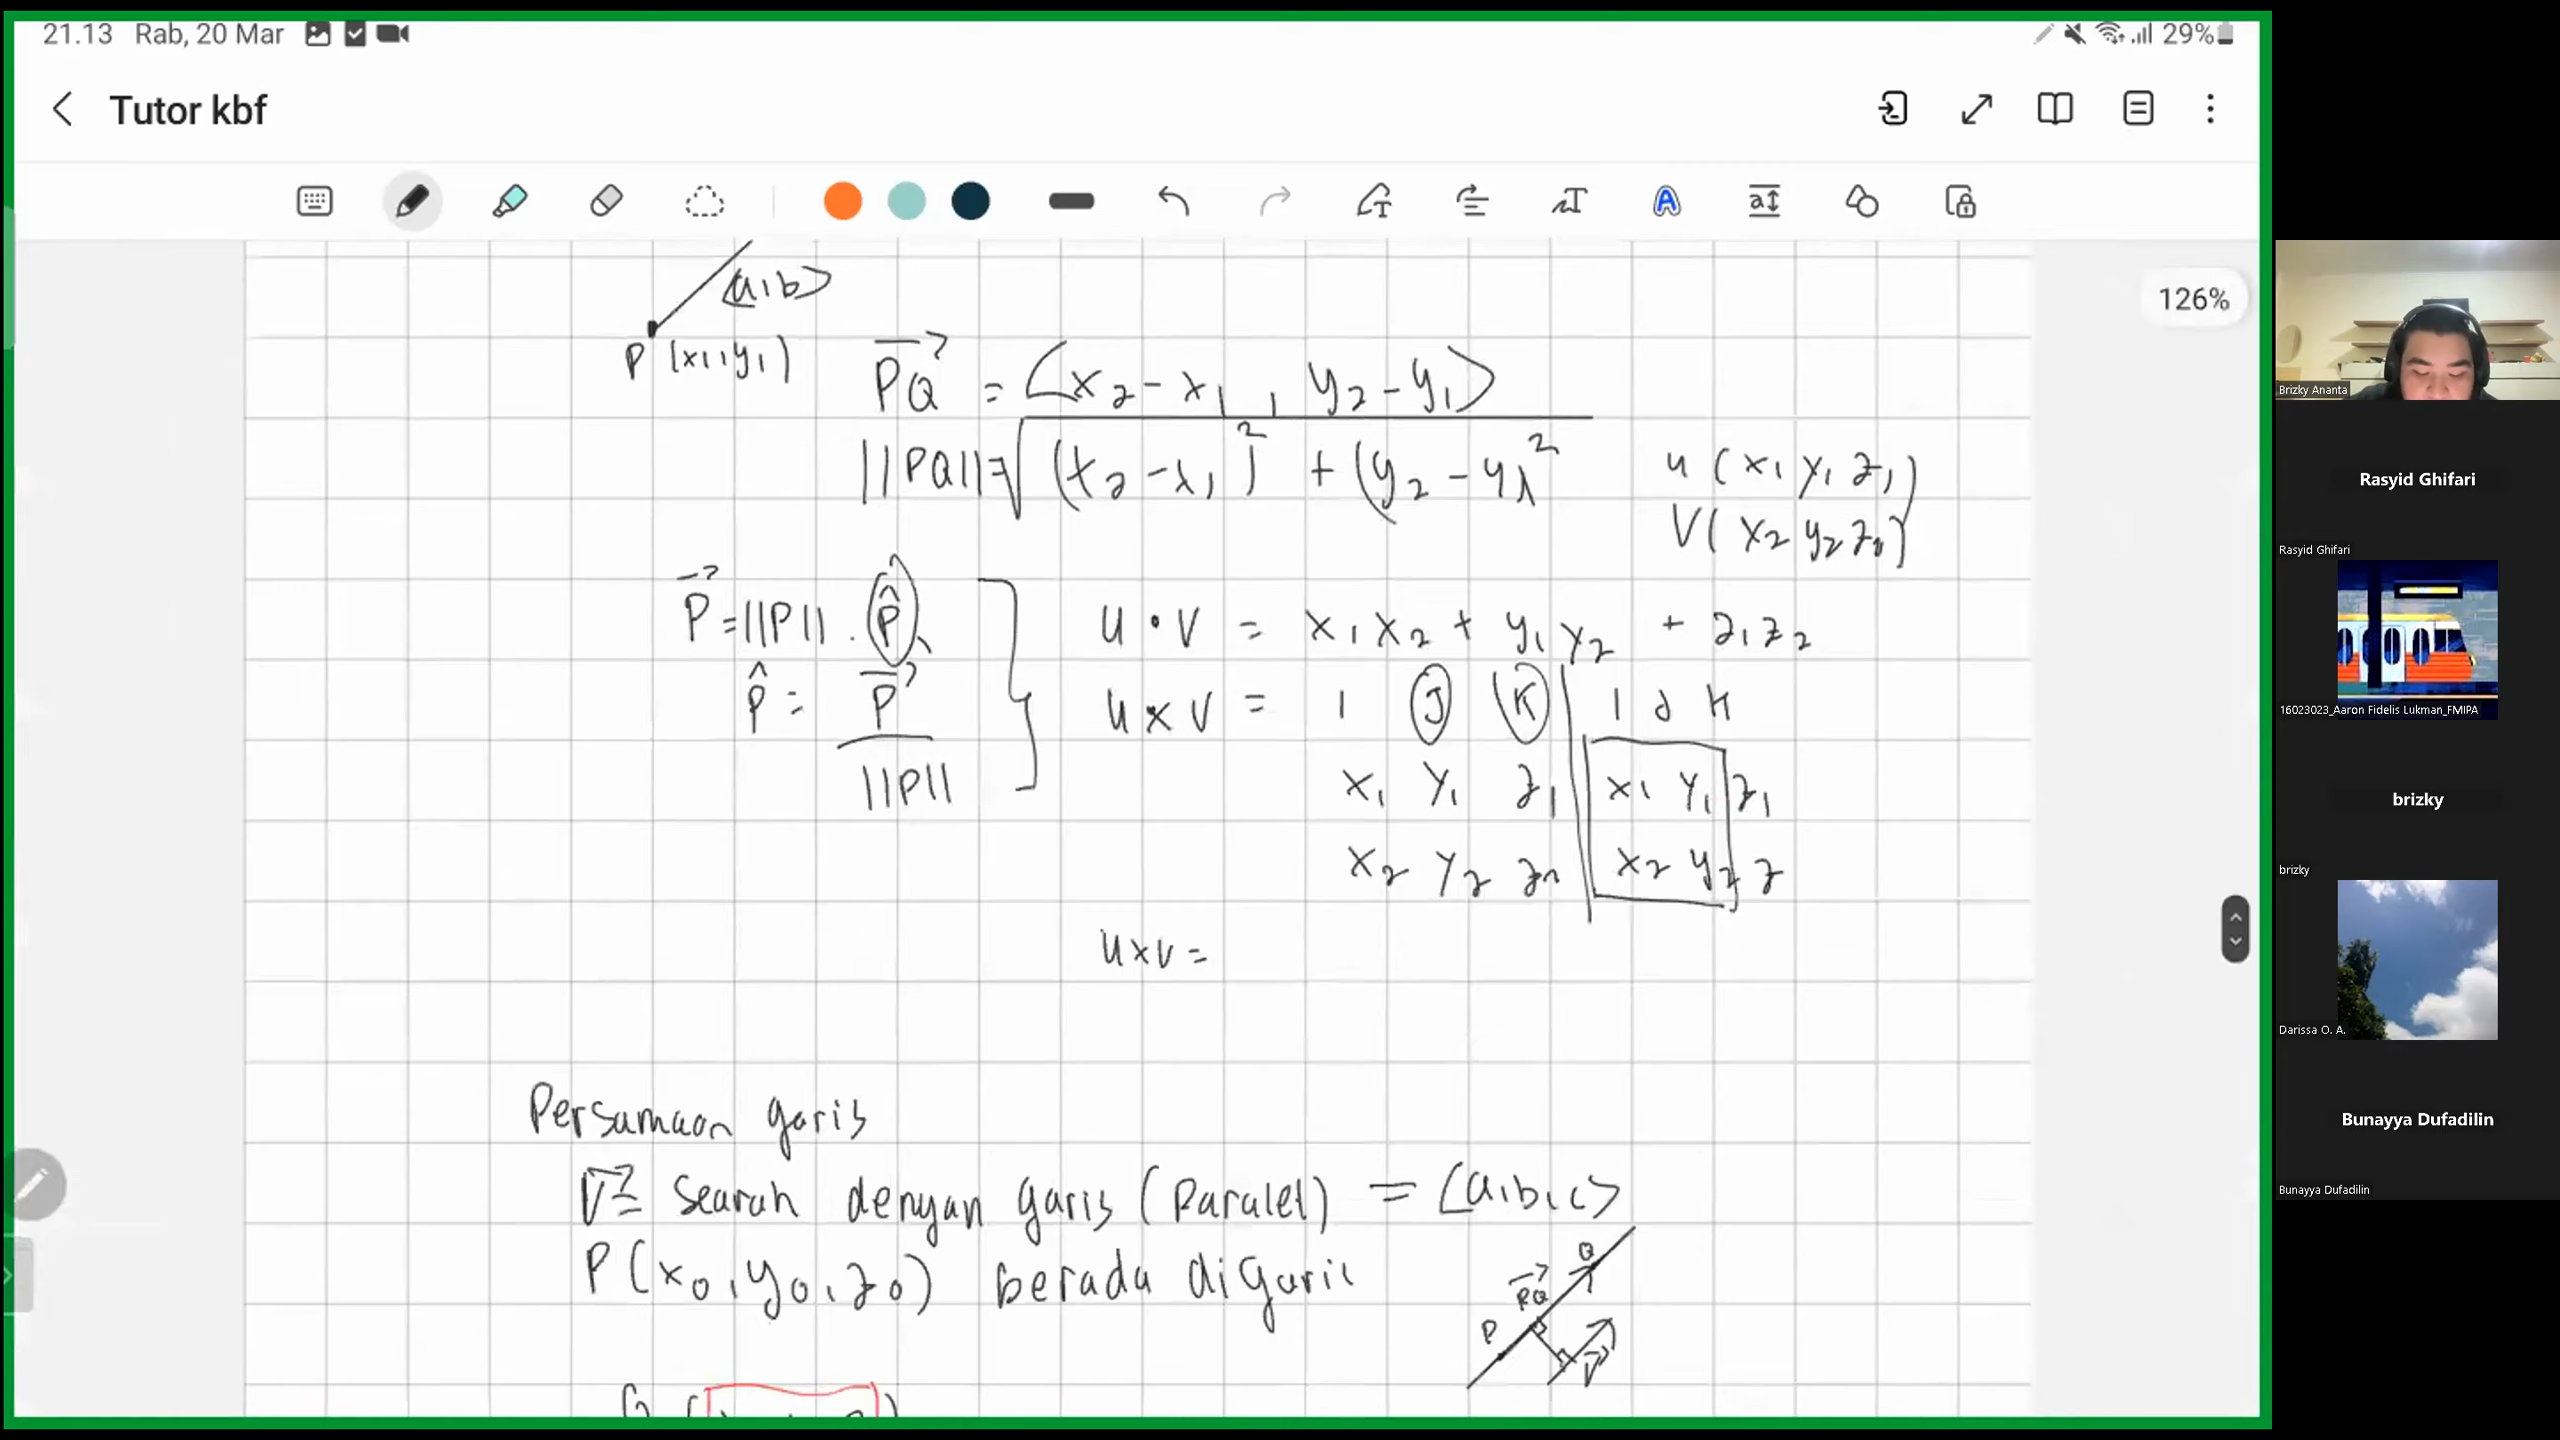 21.13 Rab, 20 Mar
29%
Tutor kbf
126%
⟨a,b⟩
P (x₁,y₁)
PQ = ⟨x₂-x₁, y₂-y₁⟩
||PQ||=√(x₂-x₁)² + (y₂-y₁)²
u (x₁ y₁ z₁)
V( x₂ y₂ z₂)
P = ||P|| . P̂
P̂ = P
||P||
u · v = x₁x₂ + y₁y₂ + z₁z₂
u × v = i J K | i J K
x₁ y₁ z₁ | x₁ y₁ z₁
x₂ y₂ z₂ | x₂ y₂ z
u×v =
Persamaan garis
V = Searah dengan garis (Paralel) = ⟨a,b,c⟩
P(x₀,y₀,z₀) berada digaris
Q
PQ
P
V
Brizky Ananta
Rasyid Ghifari
Rasyid Ghifari
16023023_Aaron Fidelis Lukman_FMIPA
brizky
brizky
Darissa O. A.
Bunayya Dufadilin
Bunayya Dufadilin